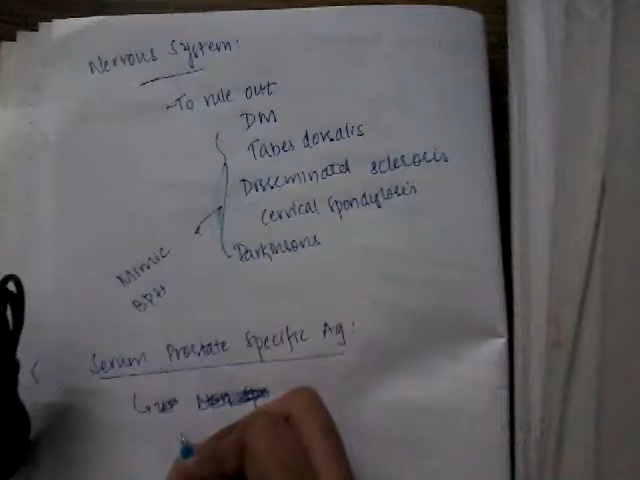 Nervous System:
- To rule out
DM
Tabes dorsalis
Disseminated sclerosis
Cervical Spondylosis
Parkinsons
Mimic
BPH
Serum Prostate Specific Ag: